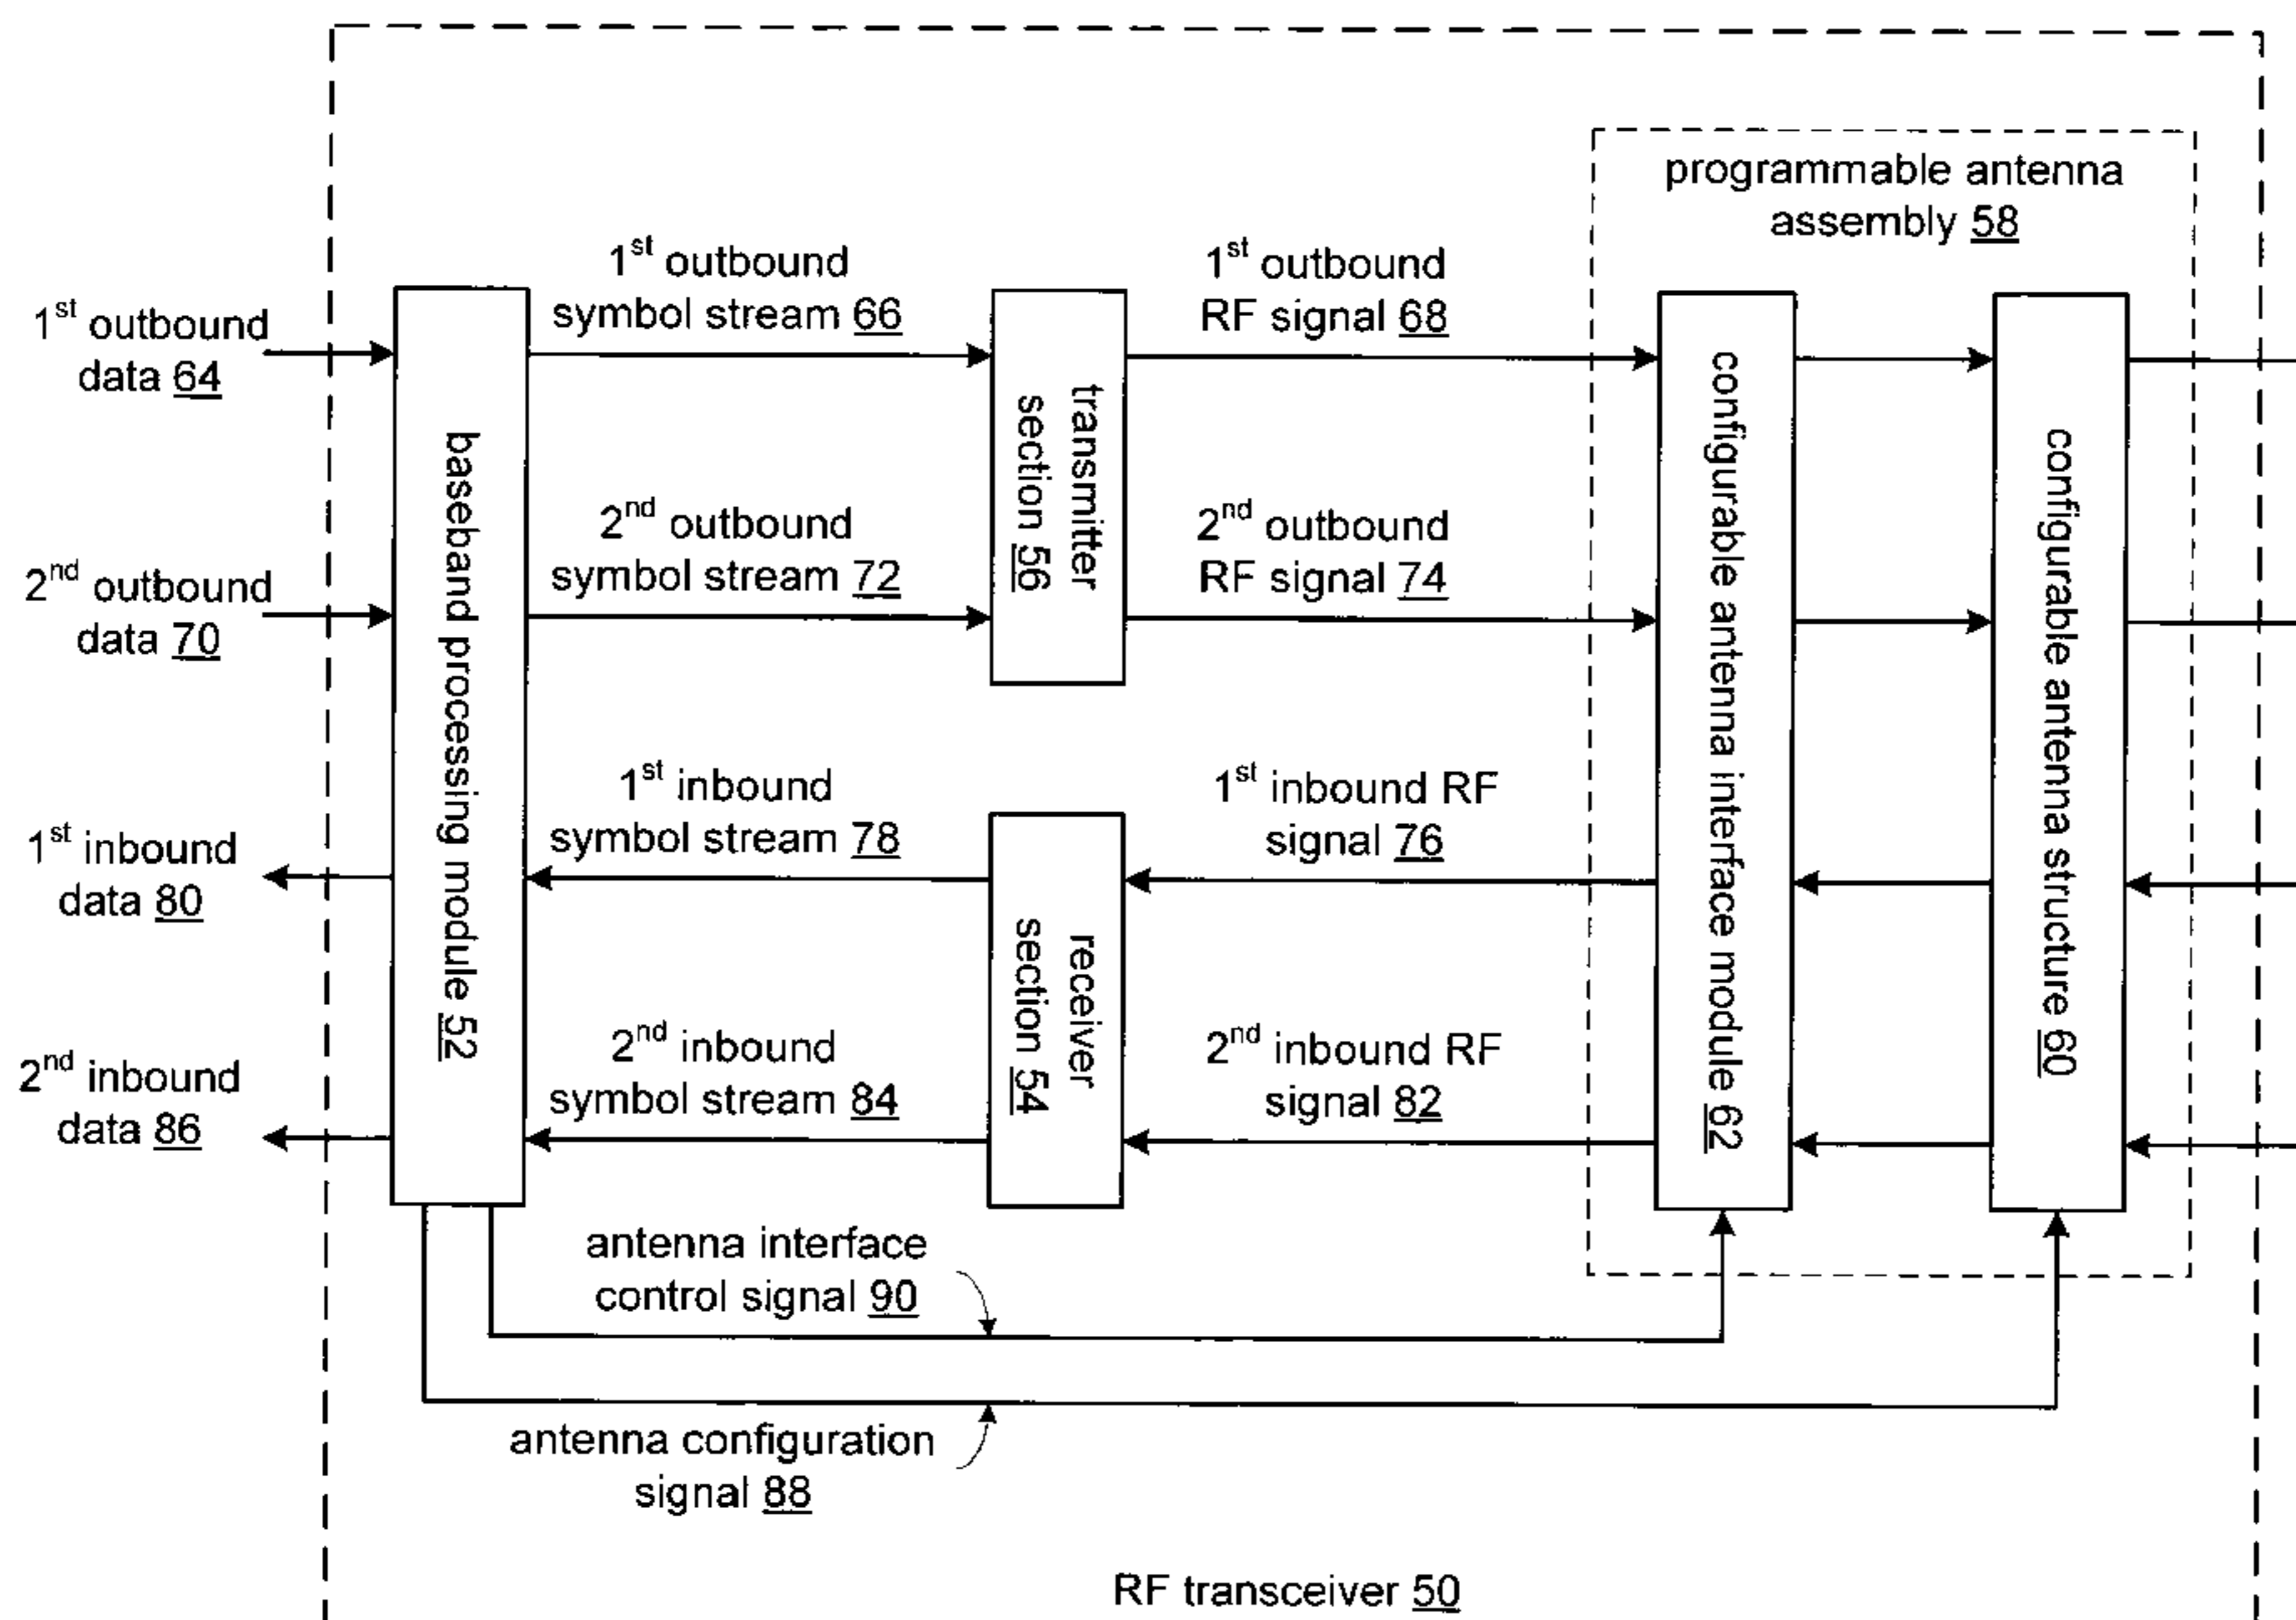 programmable antenna
assembly 58
1st outbound
data 64
2nd outbound
data 70
1st inbound
data 80
2nd inbound
data 86
baseband processing module 52
1st outbound
symbol stream 66
2nd outbound
symbol stream 72
1st inbound
symbol stream 78
2nd inbound
symbol stream 84
transmitter
section 56
receiver
section 54
1st outbound
RF signal 68
2nd outbound
RF signal 74
1st inbound RF
signal 76
2nd inbound RF
signal 82
configurable antenna interface module 62
configurable antenna structure 60
antenna interface
control signal 90
antenna configuration
signal 88
RF transceiver 50